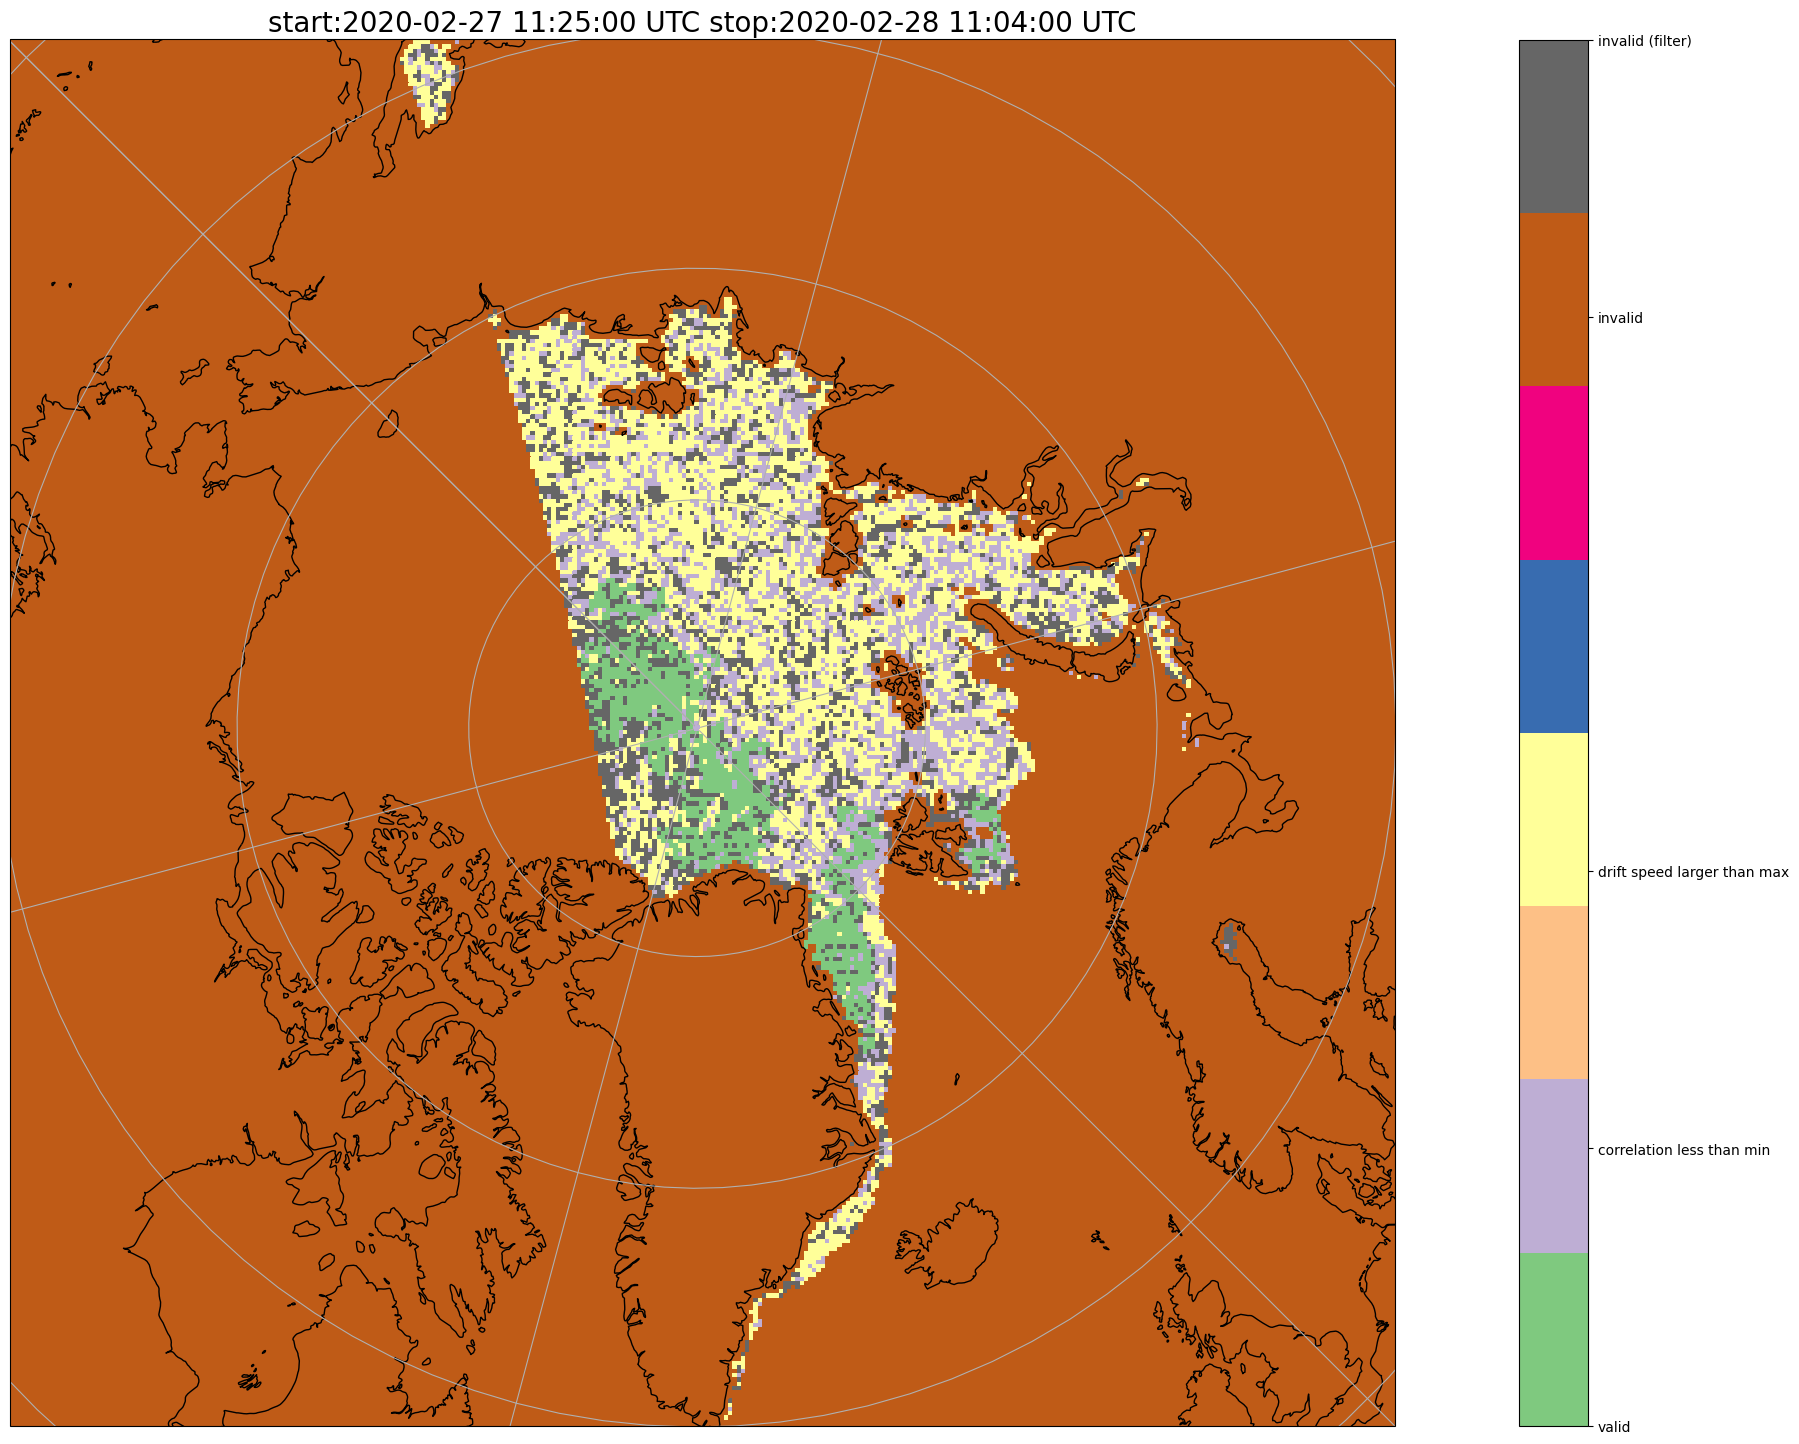 start:2020-02-27 11:25:00 UTC stop:2020-02-28 11:04:00 UTC
invalid (filter)
invalid
drift speed larger than max
correlation less than min
valid